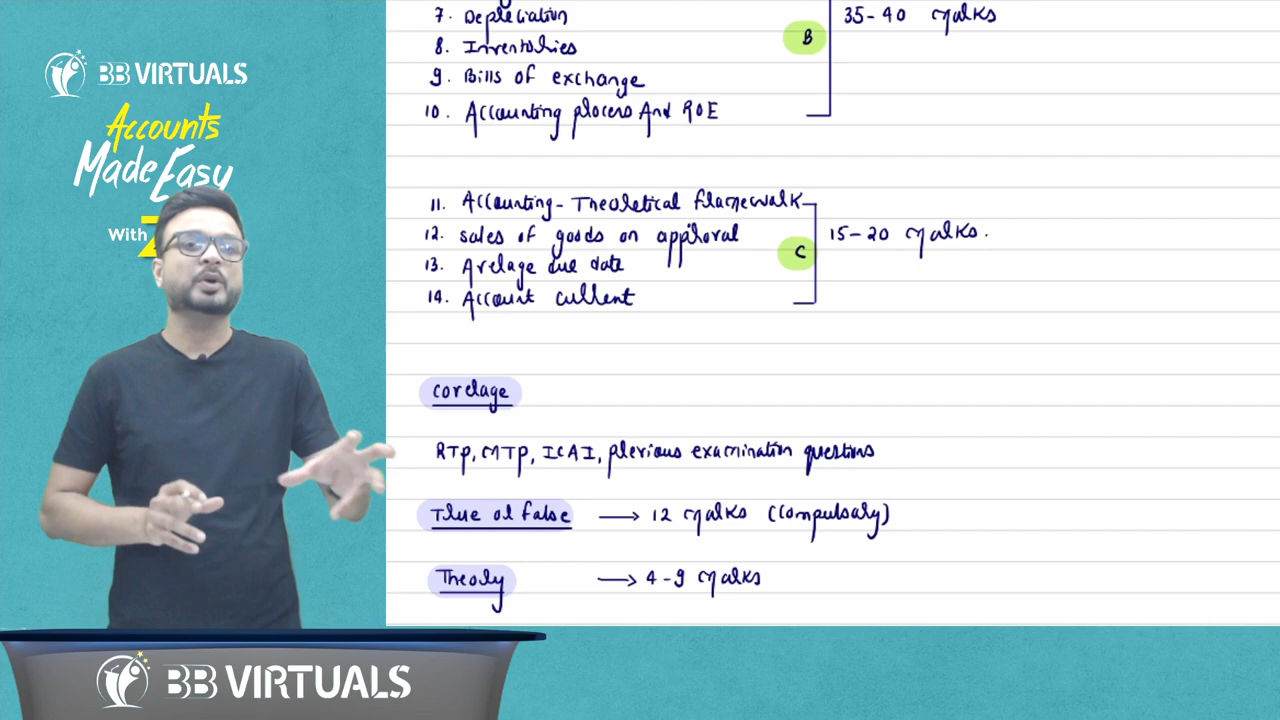 BB VIRTUALS
Accounts
Made Easy
With
7. Depreciation
8. Inventories
9. Bills of exchange
10. Accounting process And ROE
B
35-40 Marks
11. Accounting - Theoretical framework
12. Sales of goods on approval
13. Average due date
14. Account current
C
15-20 Marks.
Coverage
RTP, MTP, ICAI, previous examination questions
True or false → 12 Marks (compulsary)
Theory → 4-9 Marks
BB VIRTUALS